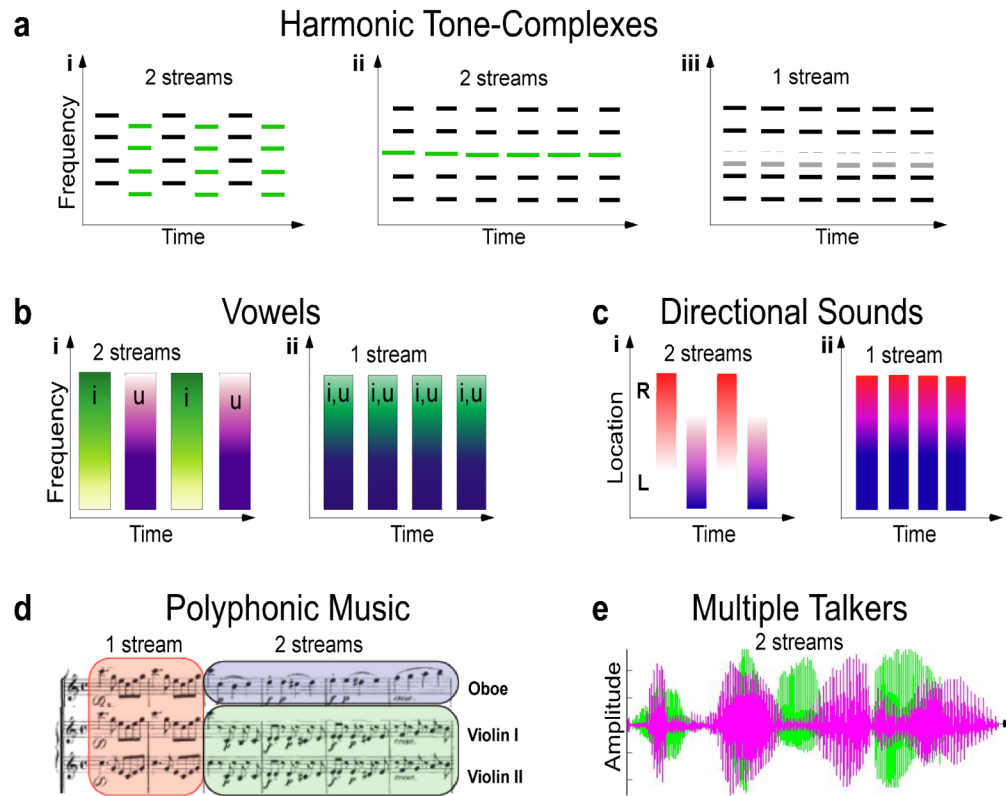 a Harmonic Tone-Complexes
i ii iii
2 streams 2 streams 1 stream
Frequency
Time Time Time
b Vowels
i ii
2 streams 1 stream
Frequency
i u i u
i,u i,u i,u i,u
Time Time
c Directional Sounds
i ii
2 streams 1 stream
Location
R
L
Time Time
d Polyphonic Music
1 stream 2 streams
Oboe
Violin I
Violin II
e Multiple Talkers
2 streams
Amplitude